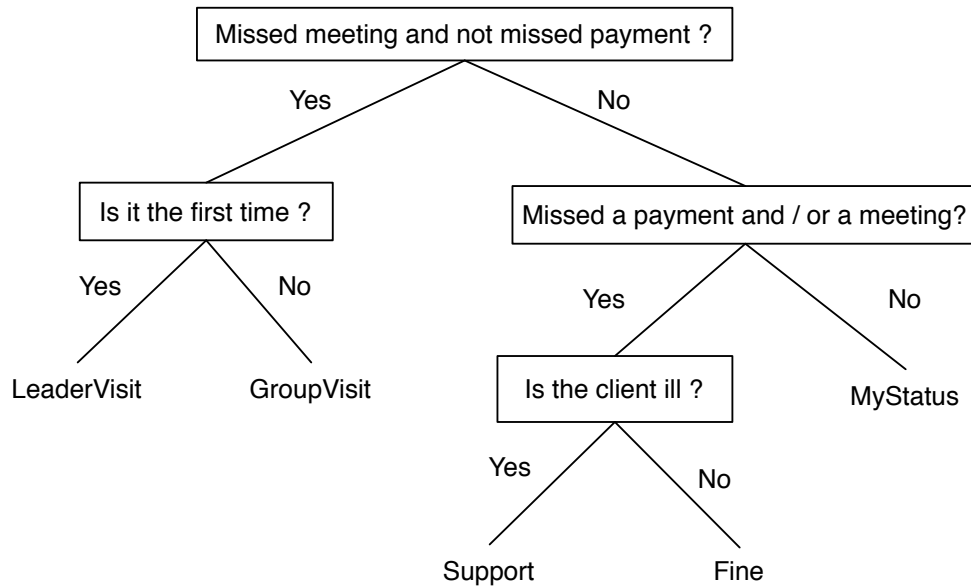 Missed meeting and not missed payment ?
Yes
No
Is it the first time ?
Missed a payment and / or a meeting?
Yes
No
Yes
No
LeaderVisit
GroupVisit
Is the client ill ?
MyStatus
Yes
No
Support
Fine